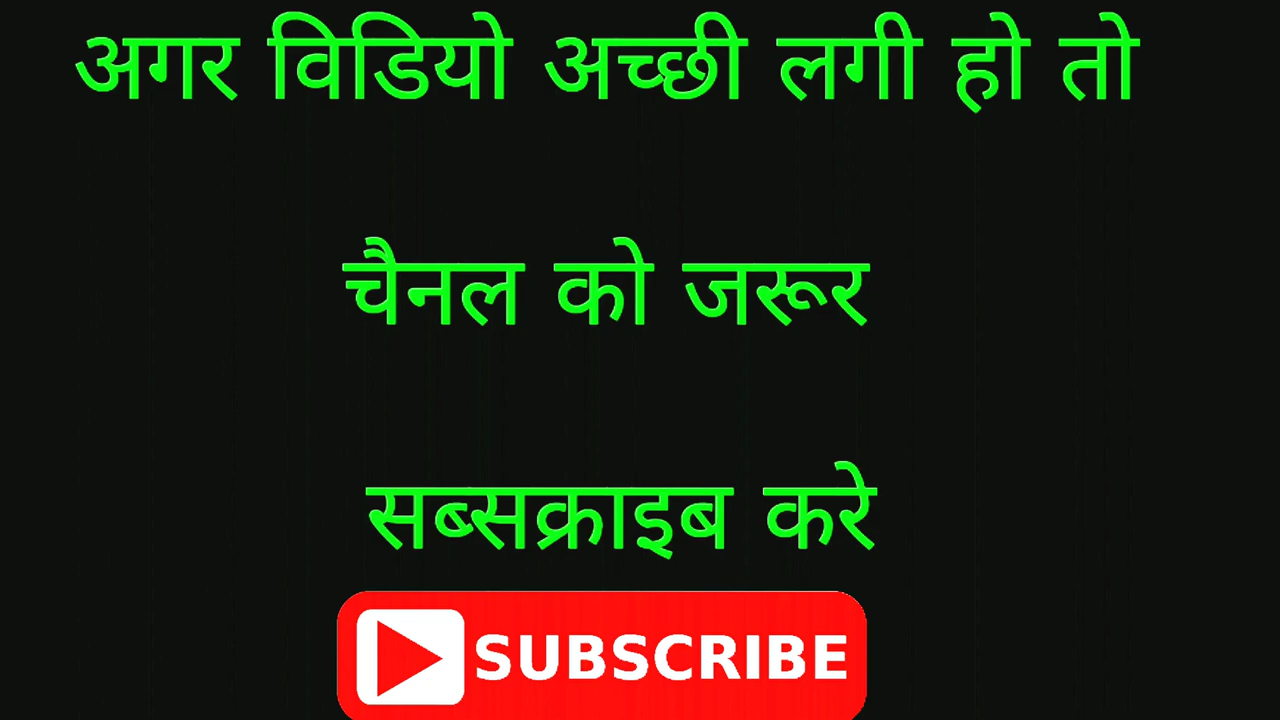 अगर विडियो अच्छी लगी हो तो
चैनल को जरूर
सब्सक्राइब करे
SUBSCRIBE